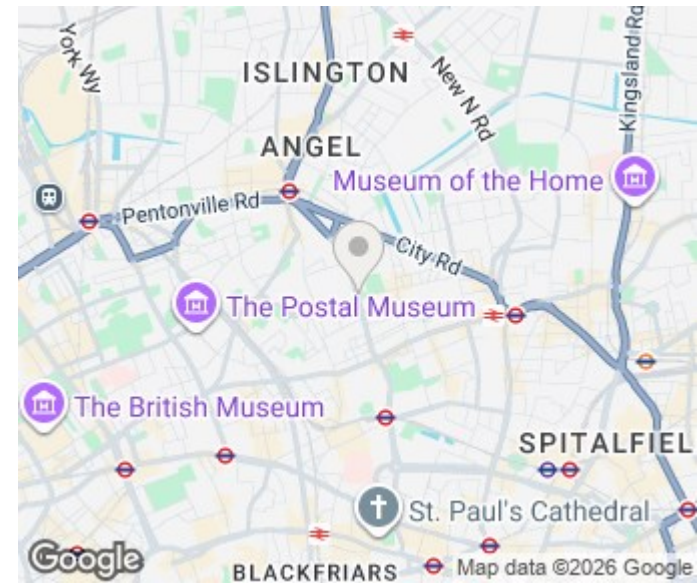 York Wy
ISLINGTON
New N Rd
Kingsland Rd
ANGEL
Museum of the Home
Pentonville Rd
City Rd
The Postal Museum
The British Museum
SPITALFIEL
St. Paul's Cathedral
Google
BLACKFRIARS
Map data ©2026 Google